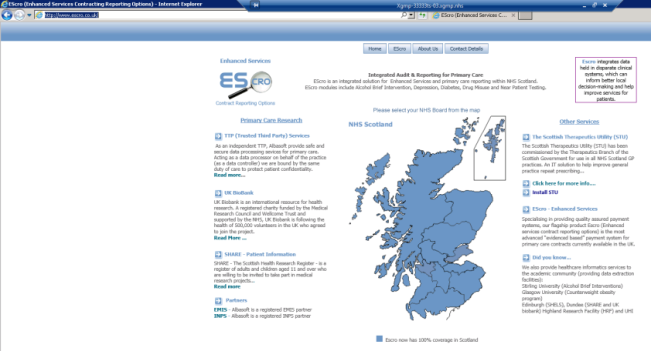 EScro (Enhanced Services Contracting Reporting Options) - Internet Explorer
Xgmp-33333ts-03.xgmp.nhs
http://www.escro.co.uk/
EScro (Enhanced Services C...
Home
EScro
About Us
Contact Details
Enhanced Services
ESCRO
Contract Reporting Options
Integrated Audit & Reporting for Primary Care
EScro is an integrated solution for Enhanced Services and primary care reporting within NHS Scotland.
EScro modules include Alcohol Brief Intervention, Depression, Diabetes, Drug Misuse and Near Patient Testing.
Escro integrates data
held in disparate clinical
systems, which can
inform better local
decision-making and help
improve services for
patients.
Please select your NHS Board from the map
NHS Scotland
Primary Care Research
TTP (Trusted Third Party) Services
As an independent TTP, Albasoft provide safe and
secure data processing services for primary care.
Acting as a data processor on behalf of the practice
(as a data controller) we are bound by the same
duty of care to protect patient confidentiality.
Read more...
UK Biobank
UK Biobank is an international resource for health
research. A registered charity funded by the Medical
Research Council and Wellcome Trust and
supported by the NHS, UK Biobank is following the
health of 500,000 volunteers in the UK who agreed
to join the project.
Read More ...
SHARE - Patient Information
SHARE - The Scottish Health Research Register - is a
register of adults and children aged 11 and over who
are willing to be invited to take part in medical
research projects...
Read more
Partners
EMIS - Albasoft is a registered EMIS partner
INPS - Albasoft is a registered INPS partner
Other Services
The Scottish Therapeutics Utility (STU)
The Scottish Therapeutics Utility (STU) has been
commissioned by the Therapeutics Branch of the
Scottish Government for use in all NHS Scotland GP
practices. An IT solution to help improve general
practice repeat prescribing...
Click here for more info....
Install STU
EScro - Enhanced Services
Specialising in providing quality assured payment
systems, our flagship product Escro (Enhanced
services contract reporting options) is the most
advanced "evidenced based" payment system for
primary care contracts currently available in the UK.
Did you know...
We also provide healthcare informatics services to
the academic community (providing data extraction
facilities):
Stirling University (Alcohol Brief Interventions)
Glasgow University (Counterweight obesity
program)
Edinburgh (SHELS), Dundee (SHARE and UK
biobank) Highland Research Facility (HRF) and UHI
Escro now has 100% coverage in Scotland